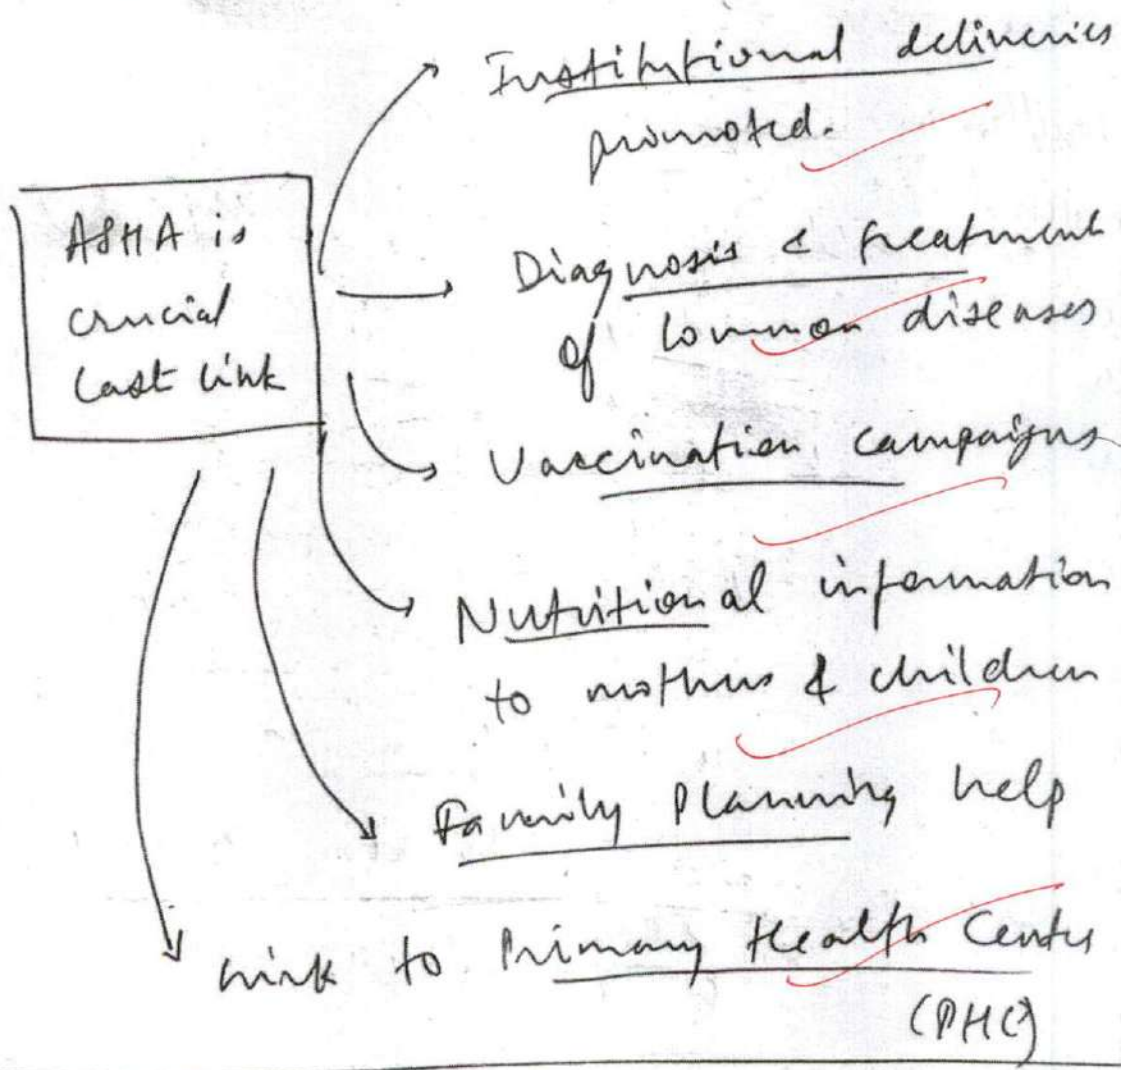 Institutional deliveries
promoted.
ASHA is
crucial
last link
Diagnosis & treatment
of common diseases
Vaccination campaigns
Nutritional information
to mothers & children
Family Planning help
Link to Primary Health Centre
(PHC)